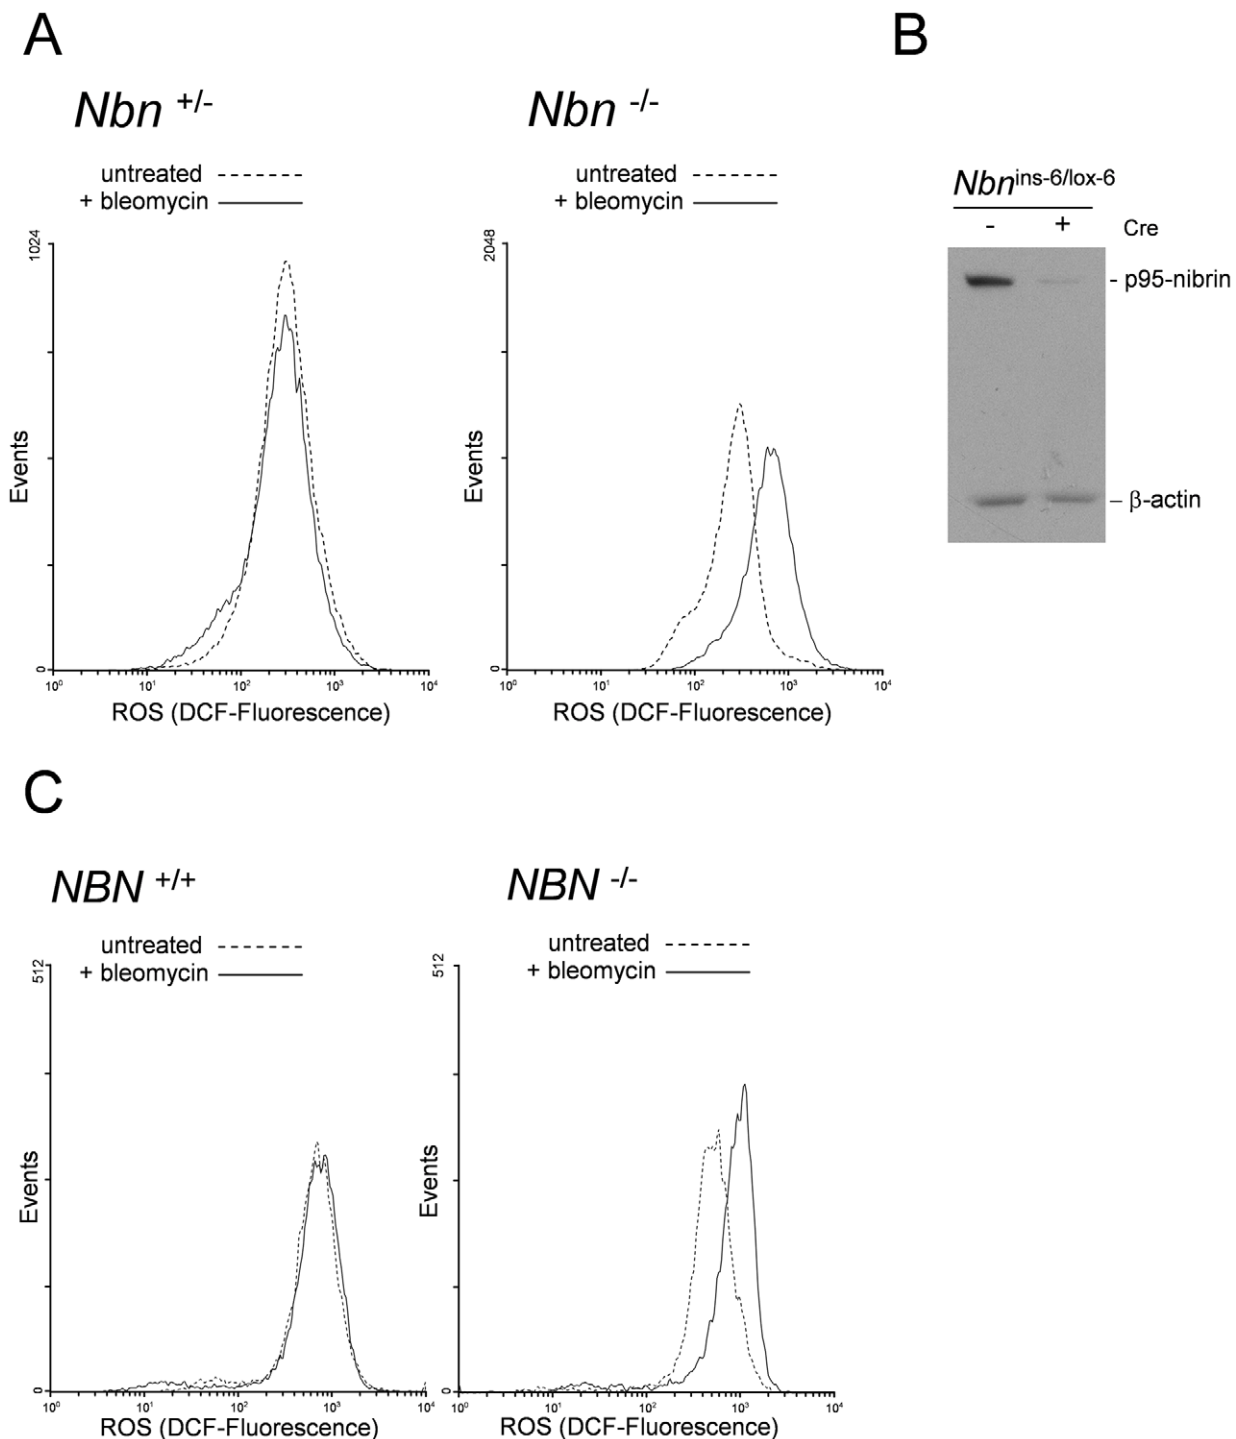 A
B
Nbn +/-
Nbn -/-
untreated
+ bleomycin
untreated
+ bleomycin
1024
Events
0
10⁰ 10¹ 10² 10³ 10⁴
ROS (DCF-Fluorescence)
2048
Events
0
10⁰ 10¹ 10² 10³ 10⁴
ROS (DCF-Fluorescence)
Nbn ins-6/lox-6
- + Cre
- p95-nibrin
– β-actin
C
NBN +/+
NBN -/-
untreated
+ bleomycin
untreated
+ bleomycin
512
Events
0
10⁰ 10¹ 10² 10³ 10⁴
ROS (DCF-Fluorescence)
512
Events
0
10⁰ 10¹ 10² 10³ 10⁴
ROS (DCF-Fluorescence)